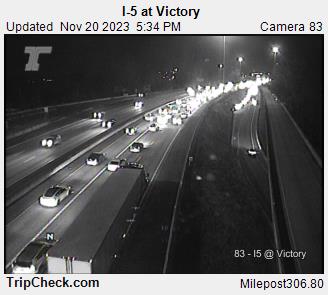 I-5 at Victory
Updated Nov 20 2023 5:34 PM Camera 83
T
N
83 - I5 @ Victory
TripCheck.com Milepost306.80